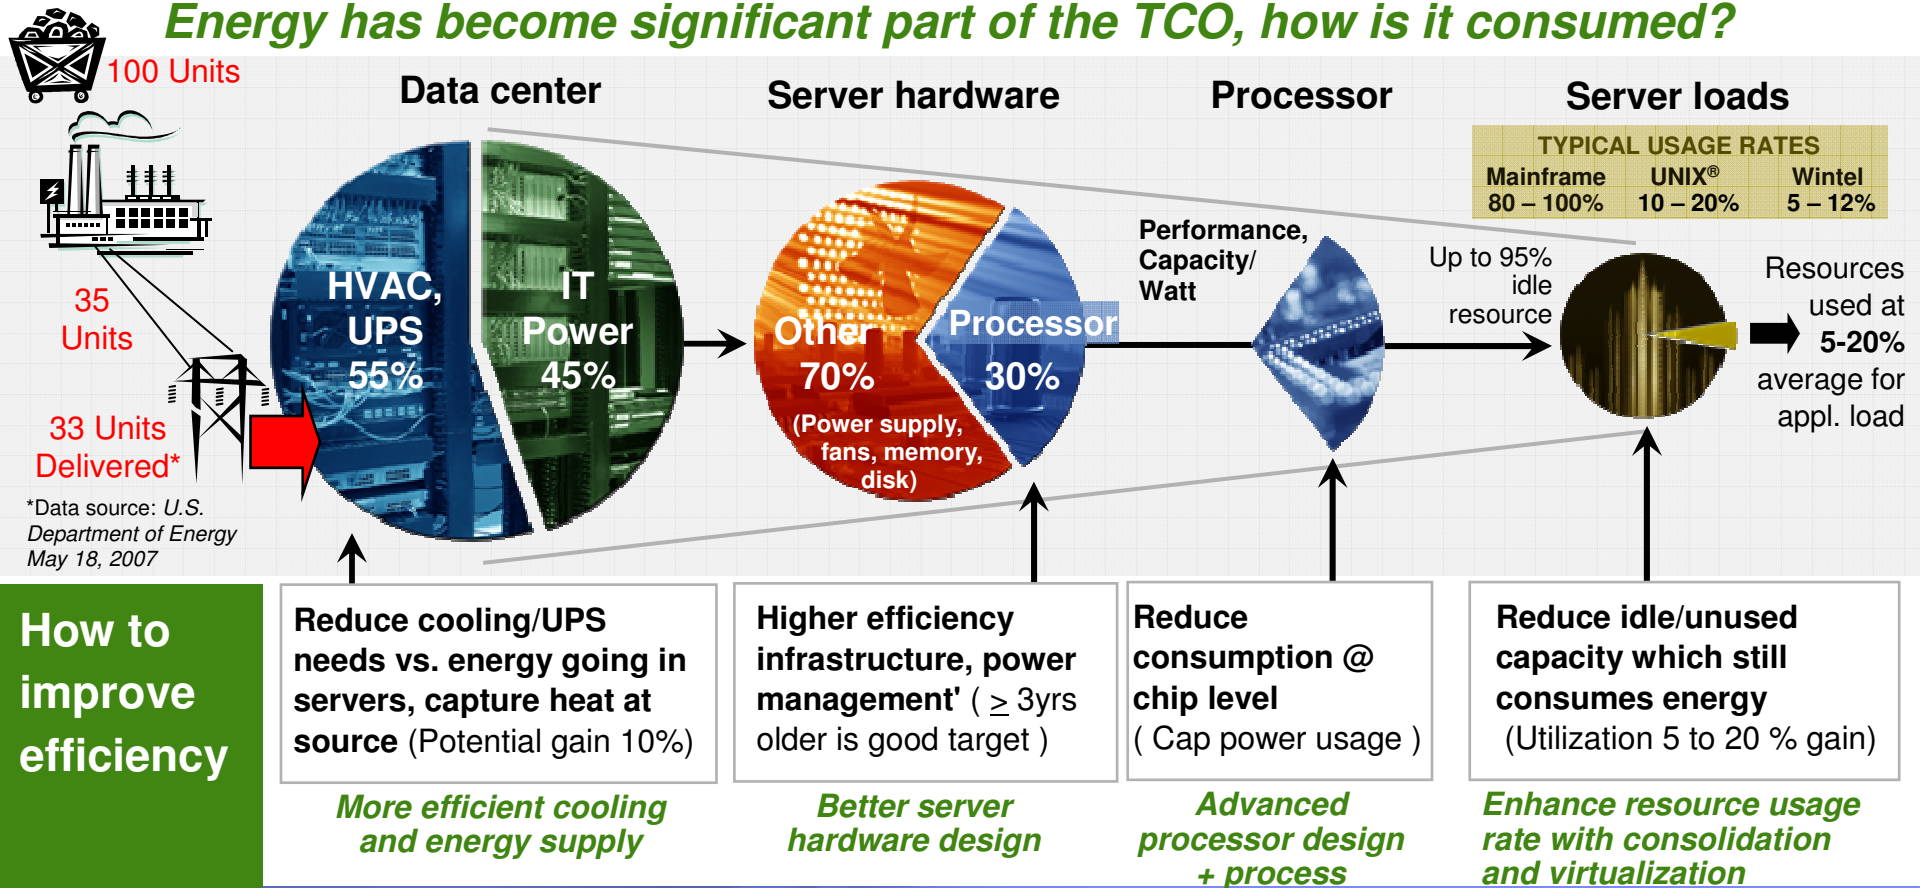 Energy has become significant part of the TCO, how is it consumed?
100 Units
35
Units
33 Units
Delivered*
*Data source: U.S.
Department of Energy
May 18, 2007
Data center
HVAC,
UPS
55%
IT
Power
45%
Server hardware
Other
70%
(Power supply,
fans, memory,
disk)
Processor
30%
Processor
Performance,
Capacity/
Watt
Server loads
TYPICAL USAGE RATES
Mainframe UNIX® Wintel
80 – 100% 10 – 20% 5 – 12%
Up to 95%
idle
resource
Resources
used at
5-20%
average for
appl. load
How to
improve
efficiency
Reduce cooling/UPS
needs vs. energy going in
servers, capture heat at
source (Potential gain 10%)
More efficient cooling
and energy supply
Higher efficiency
infrastructure, power
management' ( ≥ 3yrs
older is good target )
Better server
hardware design
Reduce
consumption @
chip level
( Cap power usage )
Advanced
processor design
+ process
Reduce idle/unused
capacity which still
consumes energy
(Utilization 5 to 20 % gain)
Enhance resource usage
rate with consolidation
and virtualization